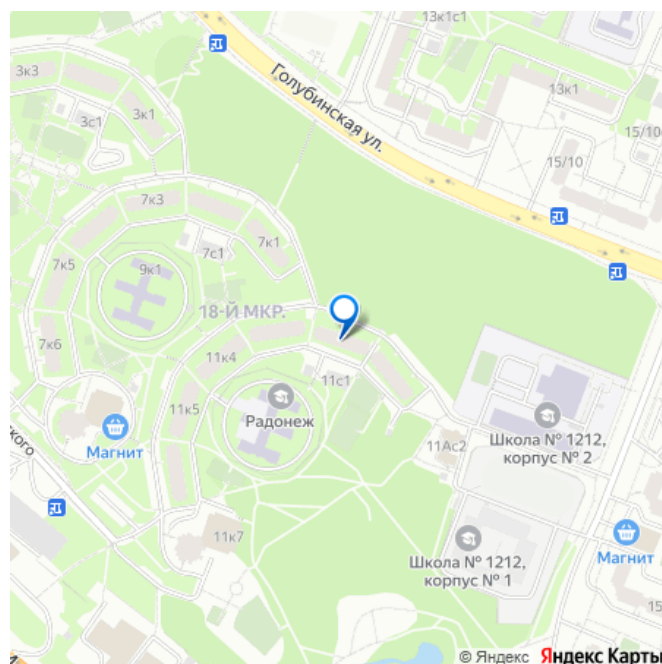 13к1с1
3к3
Голубинская ул.
13к1
3с1
3к1
15/10
15/10
7к3
7с1
7к1
7к5
9к1
18-Й МКР.
7к6
11к4
11с1
11к5
Радонеж
Магнит
Школа № 1212,
корпус № 2
11Ас2
11к7
Школа № 1212,
корпус № 1
Магнит
15
© Яндекс Яндекс Карты